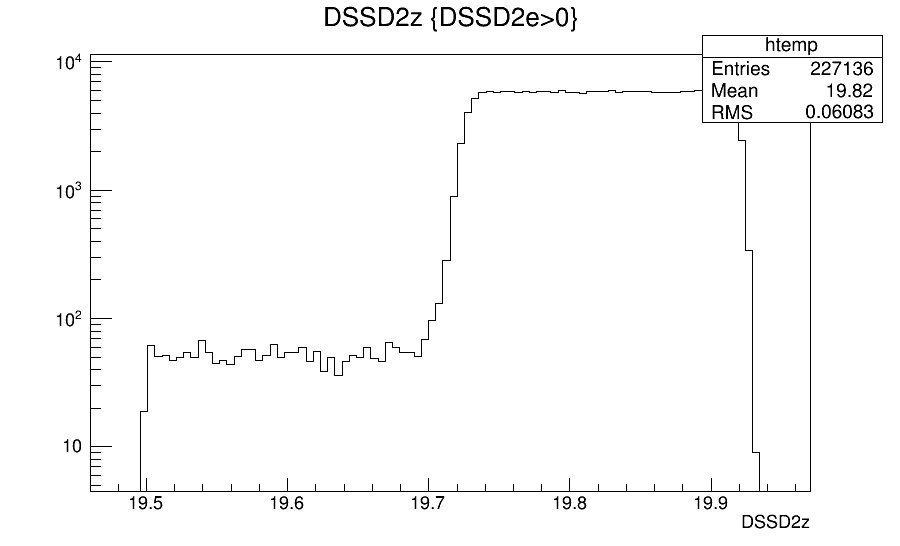 DSSD2z {DSSD2e>0}
htemp
Entries 227136
Mean 19.82
RMS 0.06083
10^4
10^3
10^2
10
19.5 19.6 19.7 19.8 19.9
DSSD2z